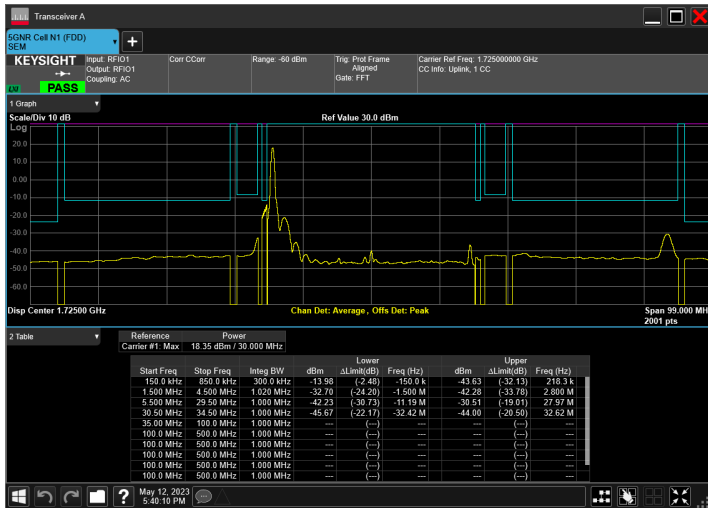 Transceiver A
5GNR Cell N1 (FDD)
SEM
KEYSIGHT
LXI
PASS
Input: RFIO1
Output: RFIO1
Coupling: AC
Corr CCorr
Range: -60 dBm
Trig: Prot Frame
Aligned
Gate: FFT
Carrier Ref Freq: 1.725000000 GHz
CC Info: Uplink, 1 CC
1 Graph
Scale/Div 10 dB
Ref Value 30.0 dBm
Log
20.0
10.0
0.00
-10.0
-20.0
-30.0
-40.0
-50.0
-60.0
Disp Center 1.72500 GHz
Chan Det: Average, Offs Det: Peak
Span 99.000 MH
2001 pts
2 Table
Reference Power
Carrier #1: Max 18.35 dBm / 30.000 MHz
Lower Upper
Start Freq Stop Freq Integ BW dBm ΔLimit(dB) Freq (Hz) dBm ΔLimit(dB) Freq (Hz)
150.0 kHz 850.0 kHz 300.0 kHz -13.98 (-2.48) -150.0 k -43.63 (-32.13) 218.3 k
1.500 MHz 4.500 MHz 1.020 MHz -32.70 (-24.20) -1.500 M -42.28 (-33.78) 2.800 M
5.500 MHz 29.50 MHz 1.000 MHz -42.23 (-30.73) -11.19 M -30.51 (-19.01) 27.97 M
30.50 MHz 34.50 MHz 1.000 MHz -45.67 (-22.17) -32.42 M -44.00 (-20.50) 32.62 M
35.00 MHz 100.0 MHz 1.000 MHz --- (---) --- --- (---) ---
100.0 MHz 500.0 MHz 1.000 MHz --- (---) --- --- (---) ---
100.0 MHz 500.0 MHz 1.000 MHz --- (---) --- --- (---) ---
100.0 MHz 500.0 MHz 1.000 MHz --- (---) --- --- (---) ---
100.0 MHz 500.0 MHz 1.000 MHz --- (---) --- --- (---) ---
100.0 MHz 500.0 MHz 1.000 MHz --- (---) --- --- (---) ---
May 12, 2023
5:40:10 PM